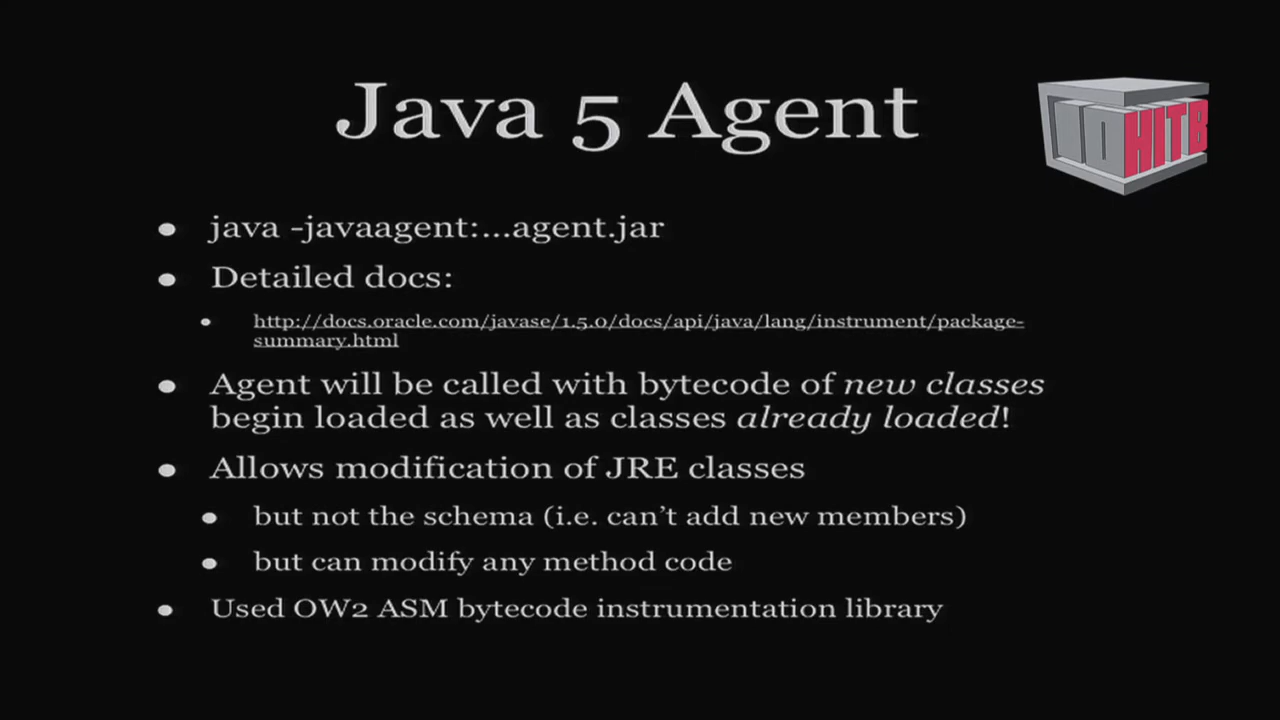 Java 5 Agent
HITB
java -javaagent:...agent.jar
Detailed docs:
http://docs.oracle.com/javase/1.5.0/docs/api/java/lang/instrument/package-
summary.html
Agent will be called with bytecode of new classes
begin loaded as well as classes already loaded!
Allows modification of JRE classes
but not the schema (i.e. can't add new members)
but can modify any method code
Used OW2 ASM bytecode instrumentation library